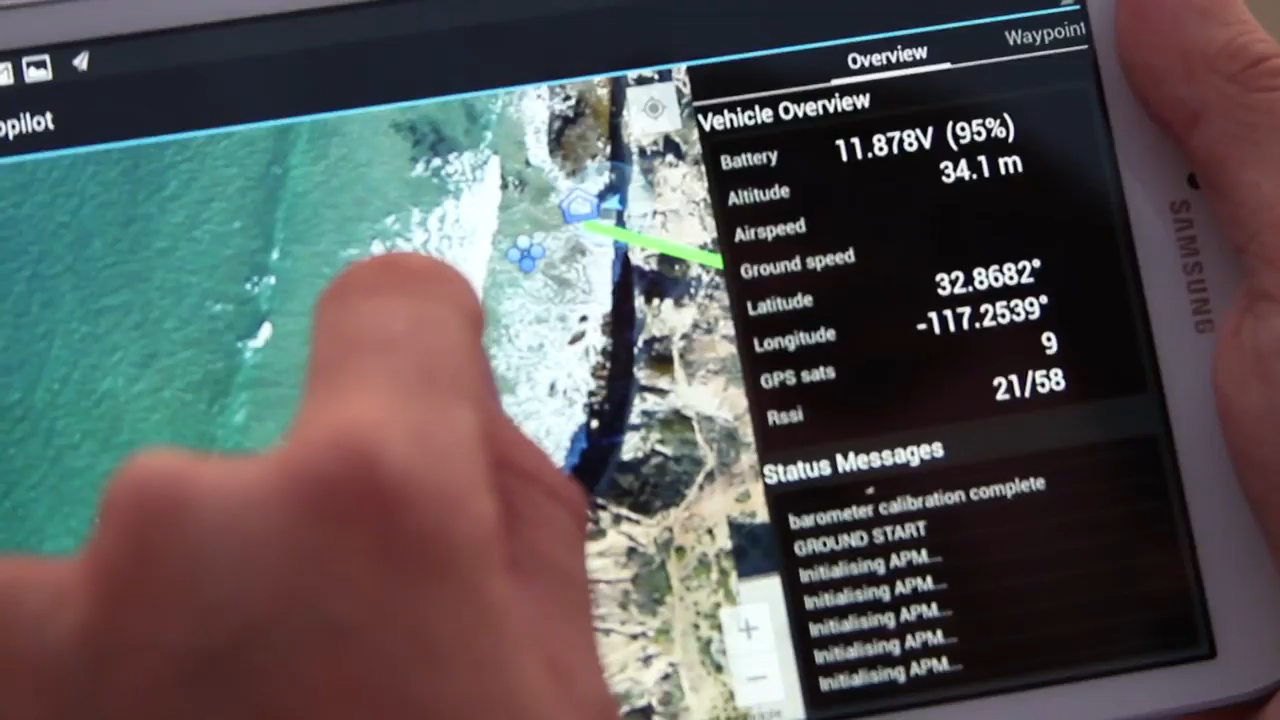 opilot
Overview
Waypoint
Vehicle Overview
Battery 11.878V (95%)
Altitude 34.1 m
Airspeed
Ground speed
Latitude 32.8682°
Longitude -117.2539°
GPS sats 9
Rssi 21/58
Status Messages
barometer calibration complete
GROUND START
Initialising APM...
Initialising APM...
Initialising APM...
Initialising APM...
Initialising APM...
+
−
SAMSUNG